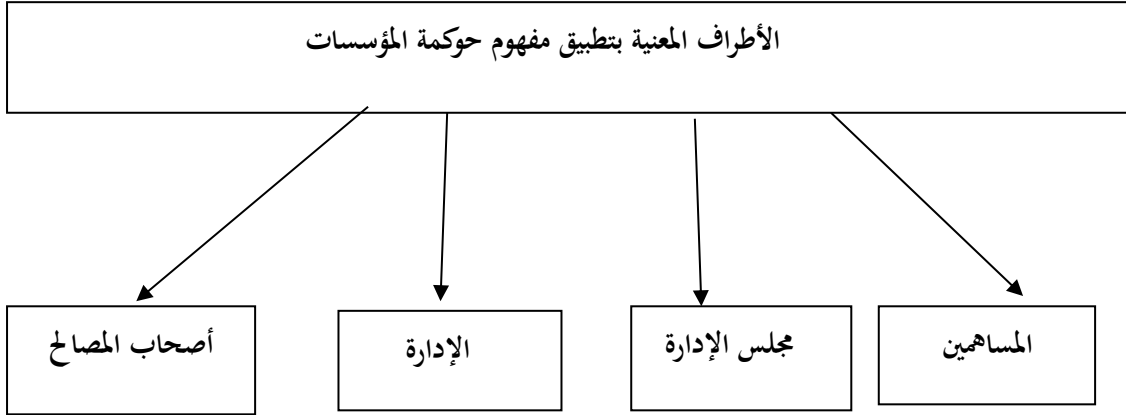 الأطراف المعنية بتطبيق مفهوم حوكمة المؤسسات
المساهمين
مجلس الإدارة
الإدارة
أصحاب المصالح